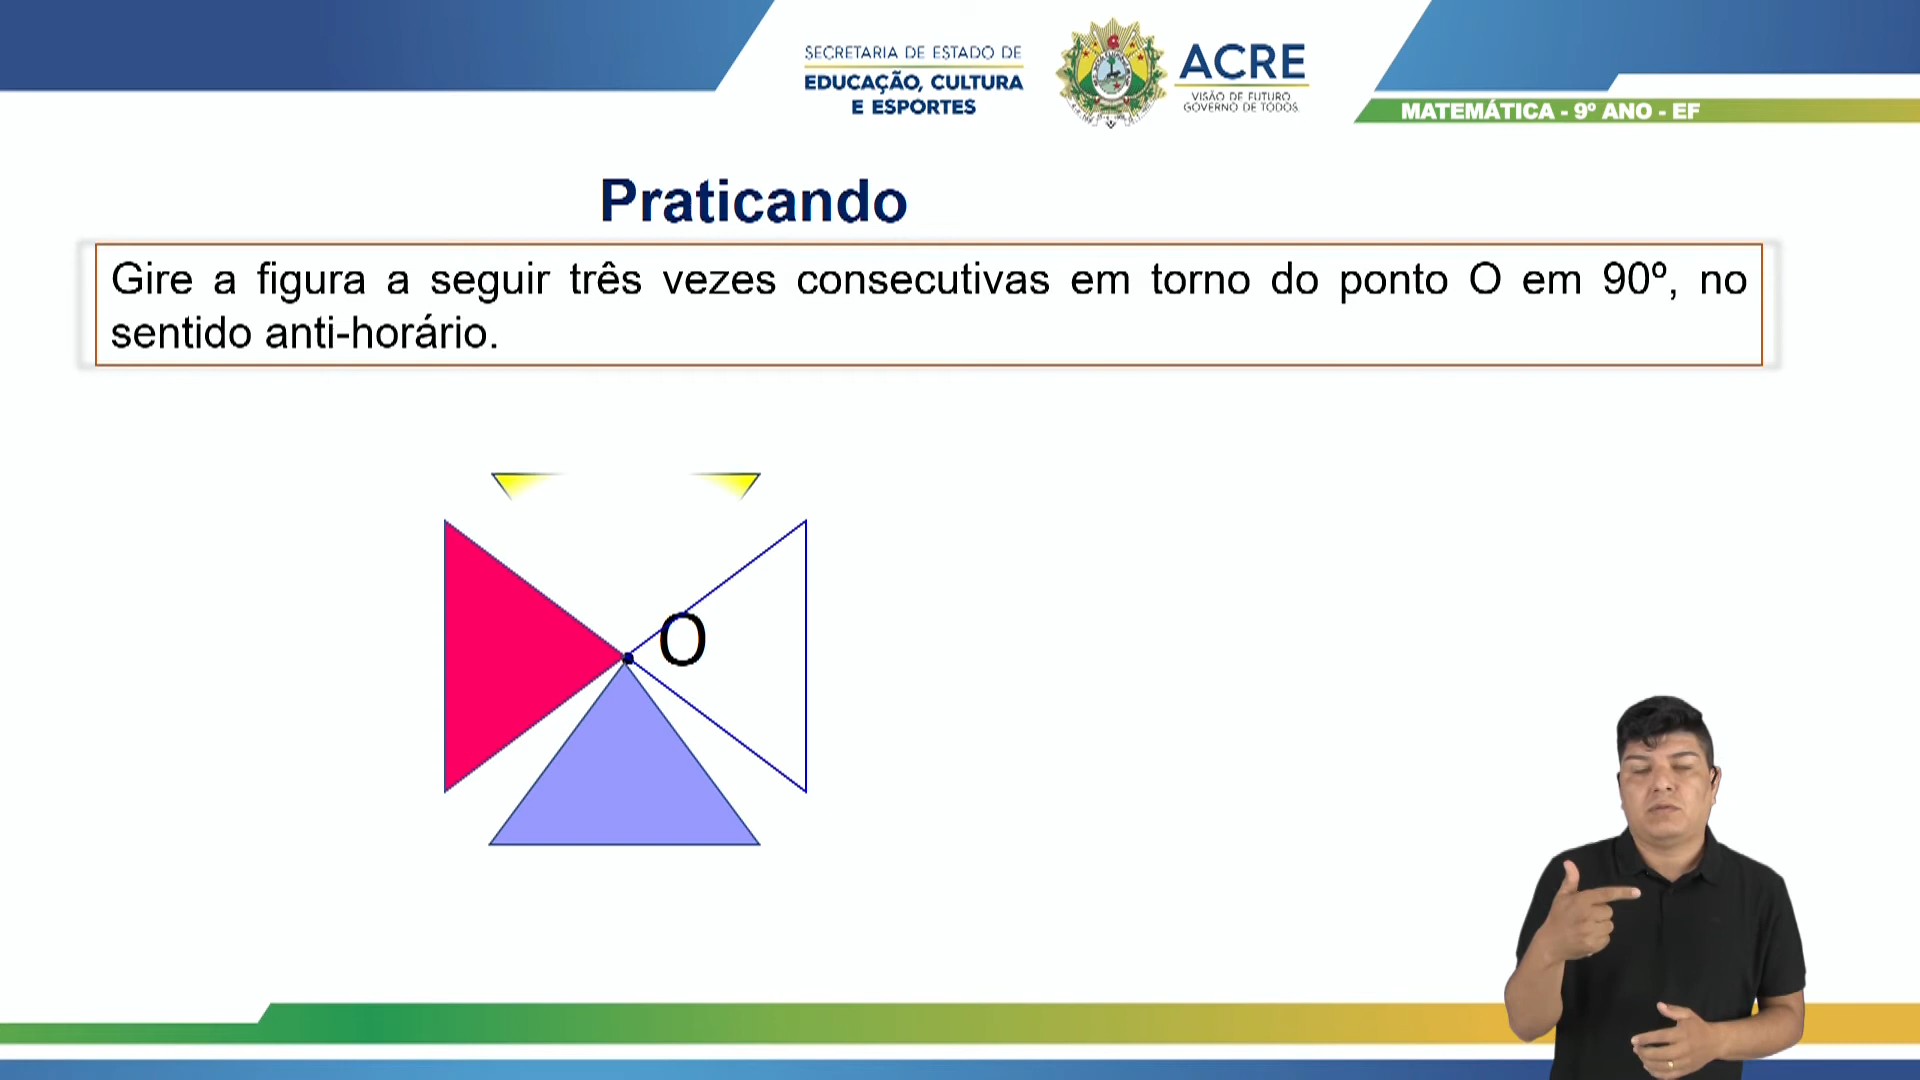 SECRETARIA DE ESTADO DE
EDUCAÇÃO, CULTURA
E ESPORTES
ACRE
VISÃO DE FUTURO
GOVERNO DE TODOS
MATEMÁTICA - 9º ANO - EF
Praticando
Gire a figura a seguir três vezes consecutivas em torno do ponto O em 90º, no
sentido anti-horário.
O